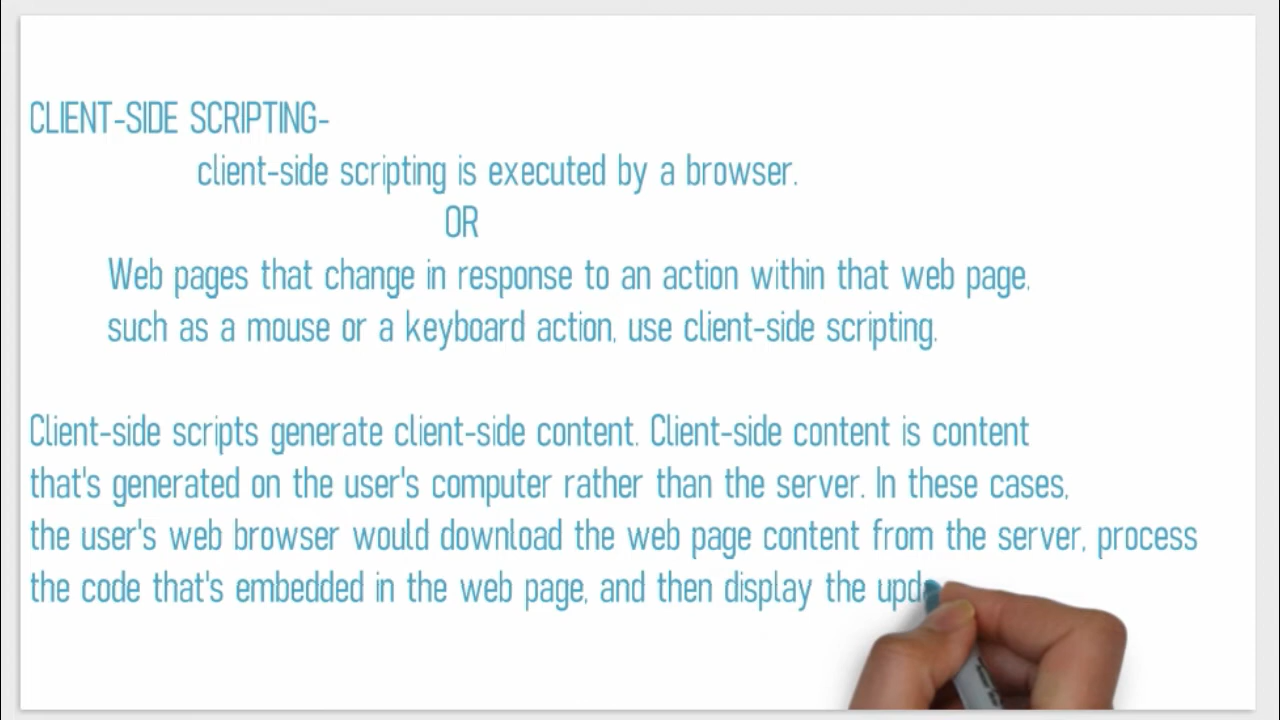 CLIENT-SIDE SCRIPTING-
client-side scripting is executed by a browser.
OR
Web pages that change in response to an action within that web page,
such as a mouse or a keyboard action, use client-side scripting.
Client-side scripts generate client-side content. Client-side content is content
that's generated on the user's computer rather than the server. In these cases,
the user's web browser would download the web page content from the server, process
the code that's embedded in the web page, and then display the upd